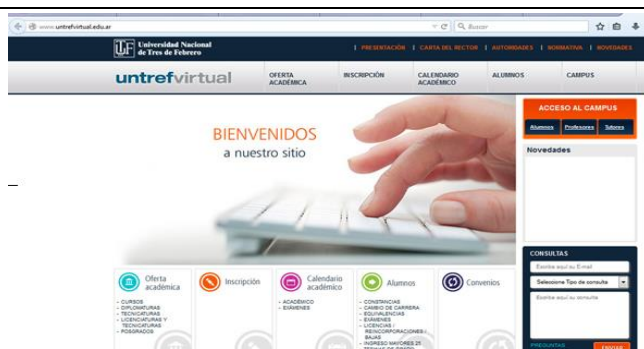 www.untrefvirtual.edu.ar
Buscar
Universidad Nacional
de Tres de Febrero
| PRESENTACIÓN | CARTA DEL RECTOR | AUTORIDADES | NORMATIVA | NOVEDADES
untrefvirtual
OFERTA
ACADÉMICA
INSCRIPCIÓN
CALENDARIO
ACADÉMICO
ALUMNOS
CAMPUS
BIENVENIDOS
a nuestro sitio
ACCESO AL CAMPUS
Alumnos
Profesores
Tutores
Novedades
CONSULTAS
Escriba aquí su E-mail
Seleccione Tipo de consulta
Escriba aquí su consulta
PREGUNTAS
ENVIAR
Oferta
académica
- CURSOS
- DIPLOMATURAS
- TECNICATURAS
- LICENCIATURAS Y
TECNICATURAS
- POSGRADOS
Inscripción
Calendario
académico
- ACADÉMICO
- EXÁMENES
Alumnos
- CONSTANCIAS
- CAMBIO DE CARRERA
- EQUIVALENCIAS
- EXÁMENES
- LICENCIAS /
REINCORPORACIONES /
BAJAS
- INGRESO MAYORES 25
Convenios